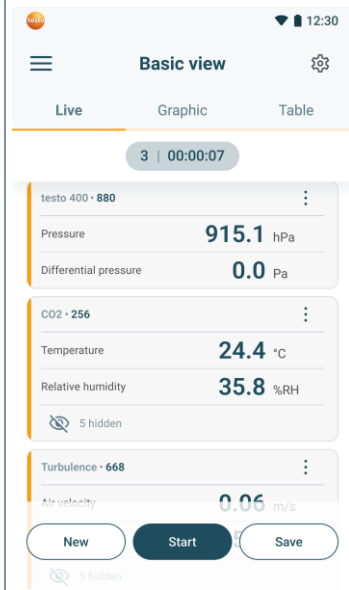 testo 12:30
Basic view
Live Graphic Table
3 | 00:00:07
testo 400 • 880
Pressure 915.1 hPa
Differential pressure 0.0 Pa
CO2 • 256
Temperature 24.4 °C
Relative humidity 35.8 %RH
5 hidden
Turbulence • 668
Air velocity 0.06 m/s
New Start Save
5 hidden